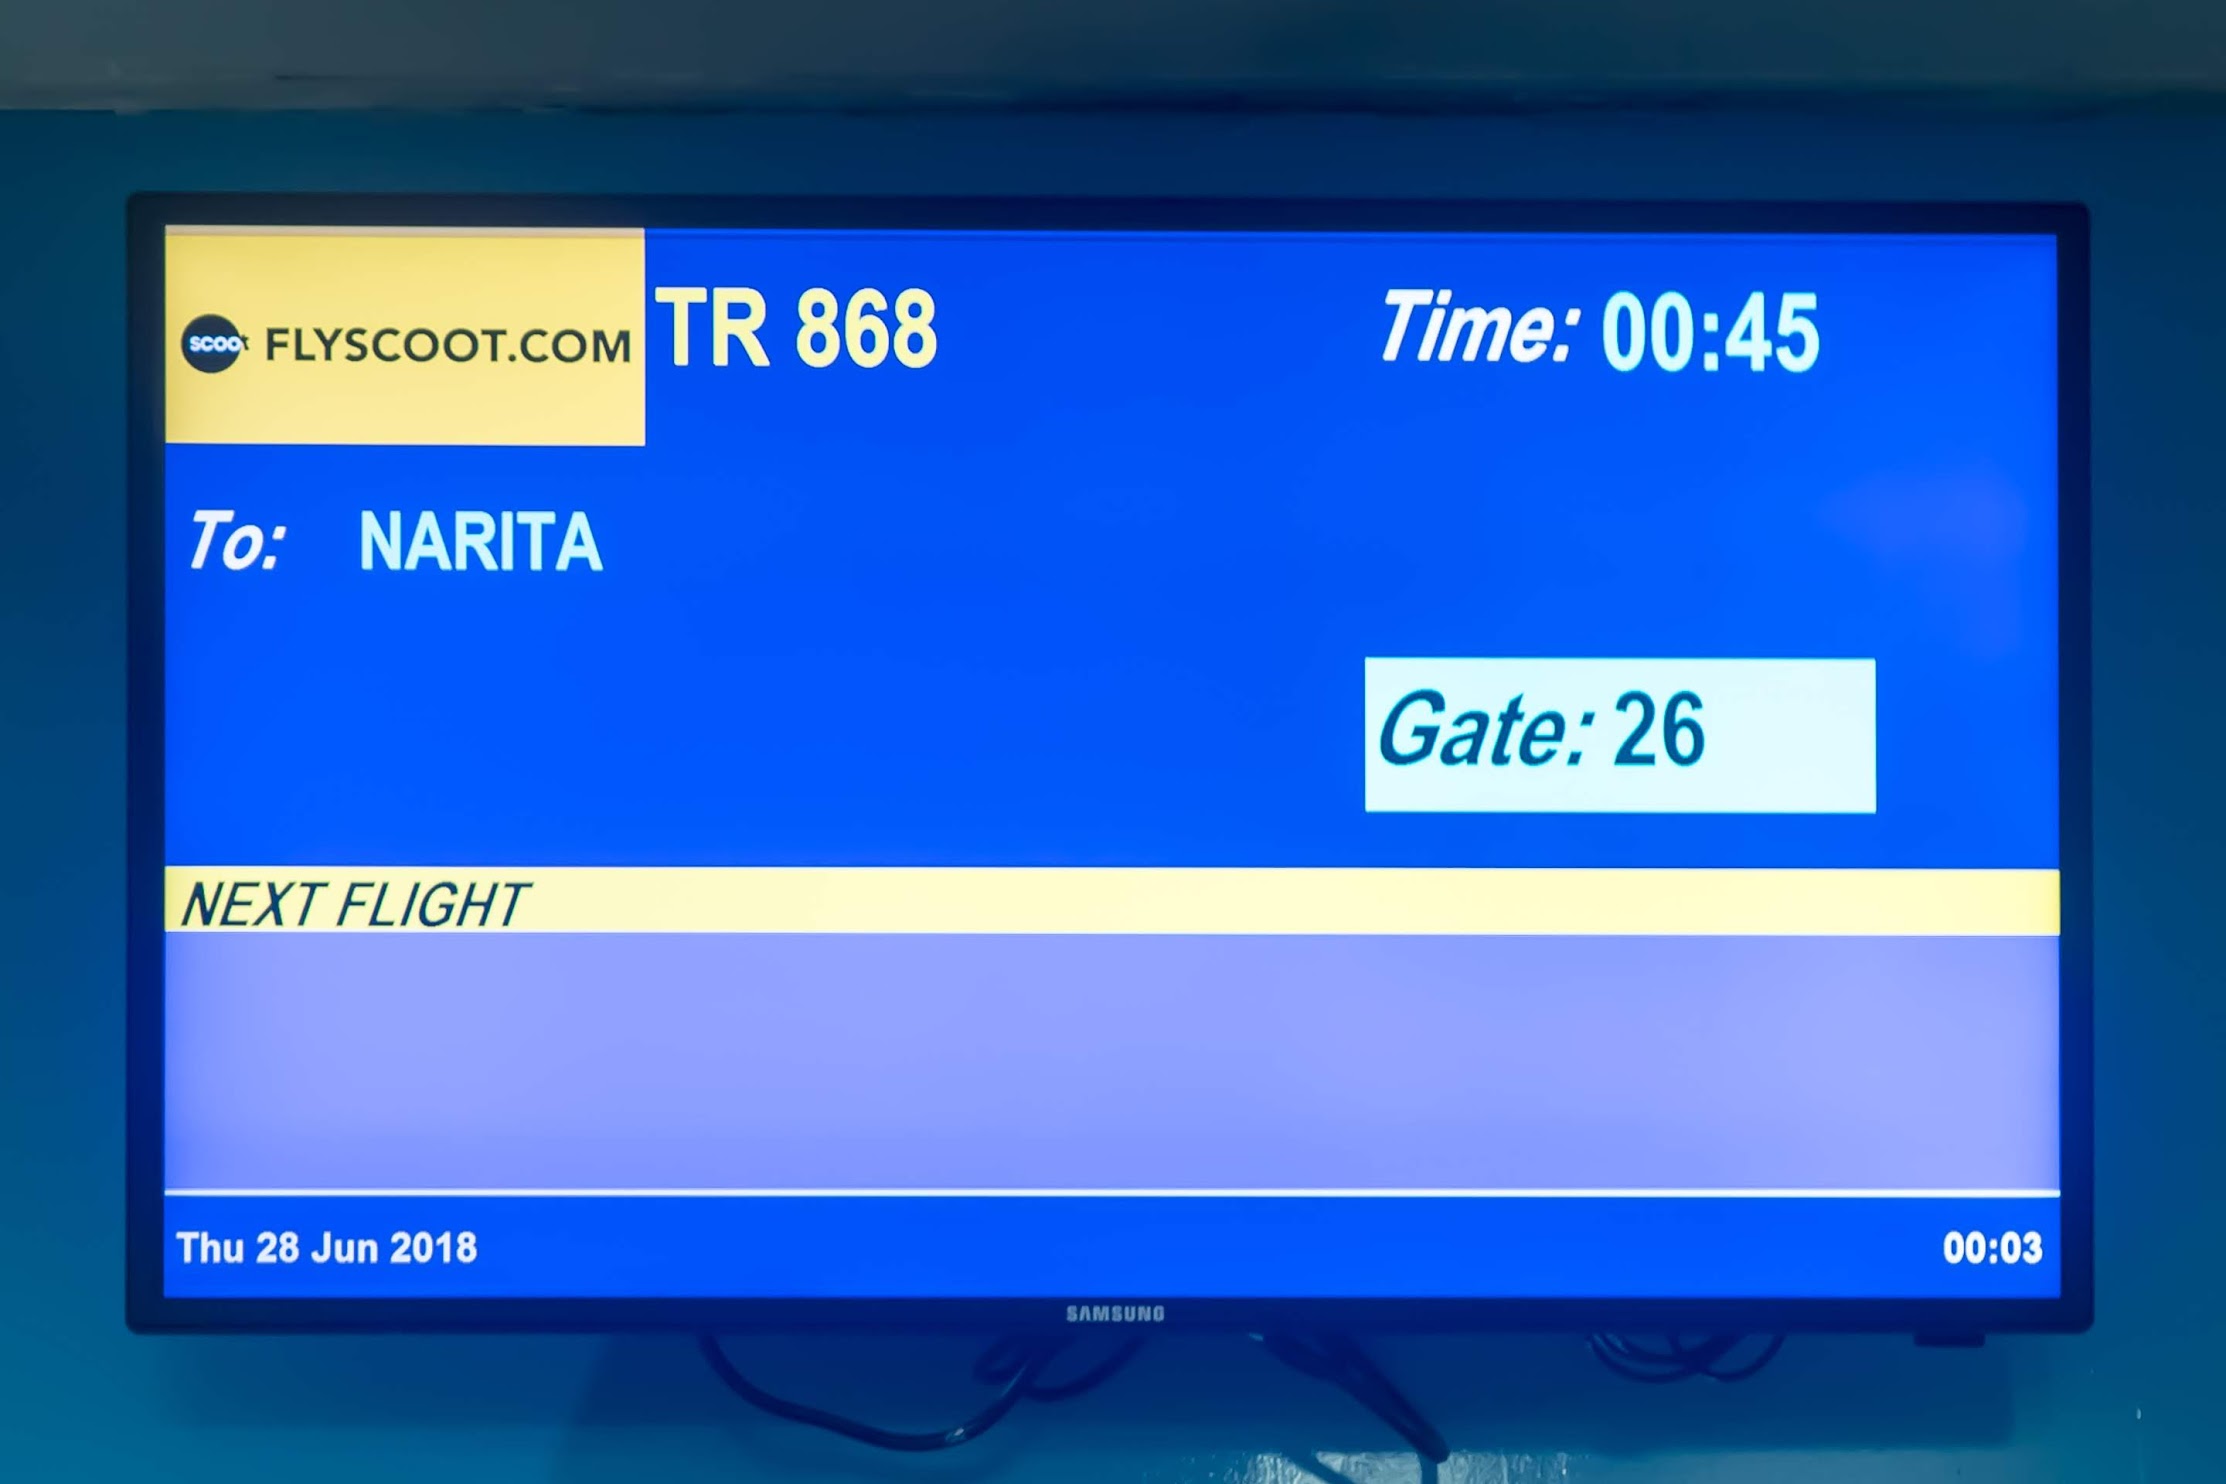 scoot FLYSCOOT.COM
TR 868
Time: 00:45
To: NARITA
Gate: 26
NEXT FLIGHT
Thu 28 Jun 2018
00:03
SAMSUNG